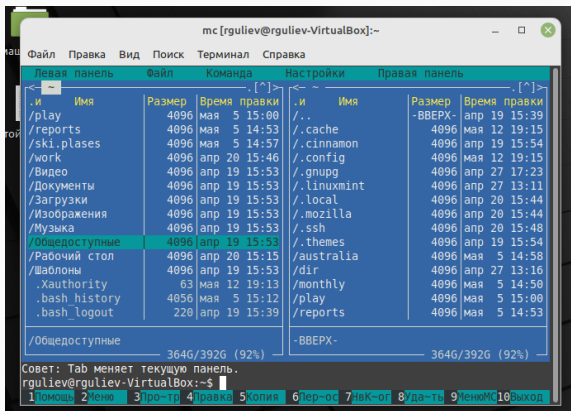 mc [rguliev@rguliev-VirtualBox]:~
Файл Правка Вид Поиск Терминал Справка
Левая панель Файл Команда Настройки Правая панель
<— ~ .[^]> <— ~ .[^]>
.и Имя Размер Время правки .и Имя Размер Время правки
/play 4096 мая 5 15:00 /.. -ВВЕРХ- апр 19 15:39
/reports 4096 мая 5 14:53 /.cache 4096 мая 12 19:15
/ski.plases 4096 мая 5 14:57 /.cinnamon 4096 апр 19 15:54
/work 4096 апр 20 15:46 /.config 4096 мая 12 19:15
/Видео 4096 апр 19 15:53 /.gnupg 4096 апр 27 17:23
/Документы 4096 апр 19 15:53 /.linuxmint 4096 апр 27 13:11
/Загрузки 4096 апр 19 15:53 /.local 4096 апр 20 15:44
/Изображения 4096 апр 19 15:53 /.mozilla 4096 апр 20 15:44
/Музыка 4096 апр 19 15:53 /.ssh 4096 апр 20 15:48
/Общедоступные 4096 апр 19 15:53 /.themes 4096 апр 19 15:54
/Рабочий стол 4096 апр 20 15:15 /australia 4096 мая 5 14:58
/Шаблоны 4096 апр 19 15:53 /dir 4096 апр 27 13:16
.Xauthority 63 мая 12 19:13 /monthly 4096 мая 5 14:50
.bash_history 4056 мая 5 15:12 /play 4096 мая 5 15:00
.bash_logout 220 апр 19 15:39 /reports 4096 мая 5 14:53
/Общедоступные -ВВЕРХ-
364G/392G (92%) 364G/392G (92%)
Совет: Tab меняет текущую панель.
rguliev@rguliev-VirtualBox:~$
1Помощь 2Меню 3Про~тр 4Правка 5Копия 6Пер~ос 7НвК~ог 8Уда~ть 9МенюMC 10Выход